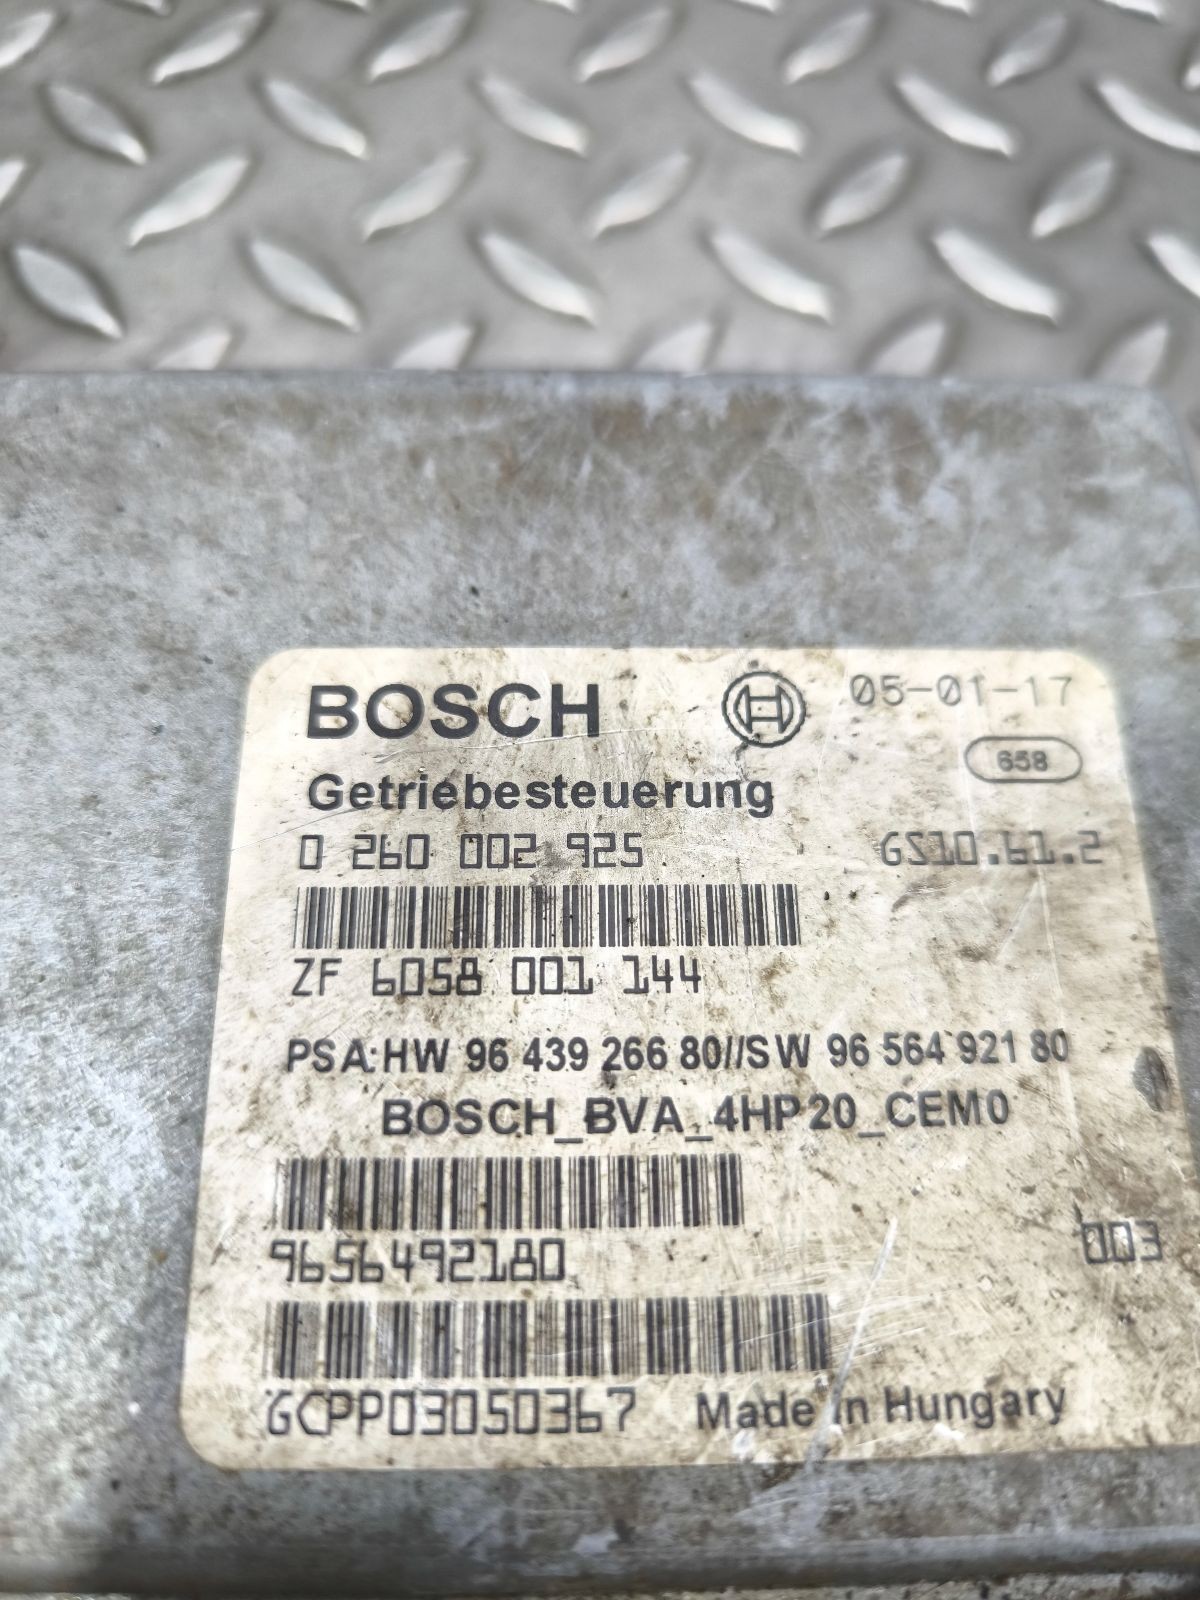 BOSCH 05-01-17
658
Getriebesteuerung
0 260 002 925 GS10.61.2
ZF 6058 001 144
PSA:HW 96 439 266 80//SW 96 564 921 80
BOSCH_BVA_4HP20_CEM0
003
9656492180
GCPP03050367 Made in Hungary